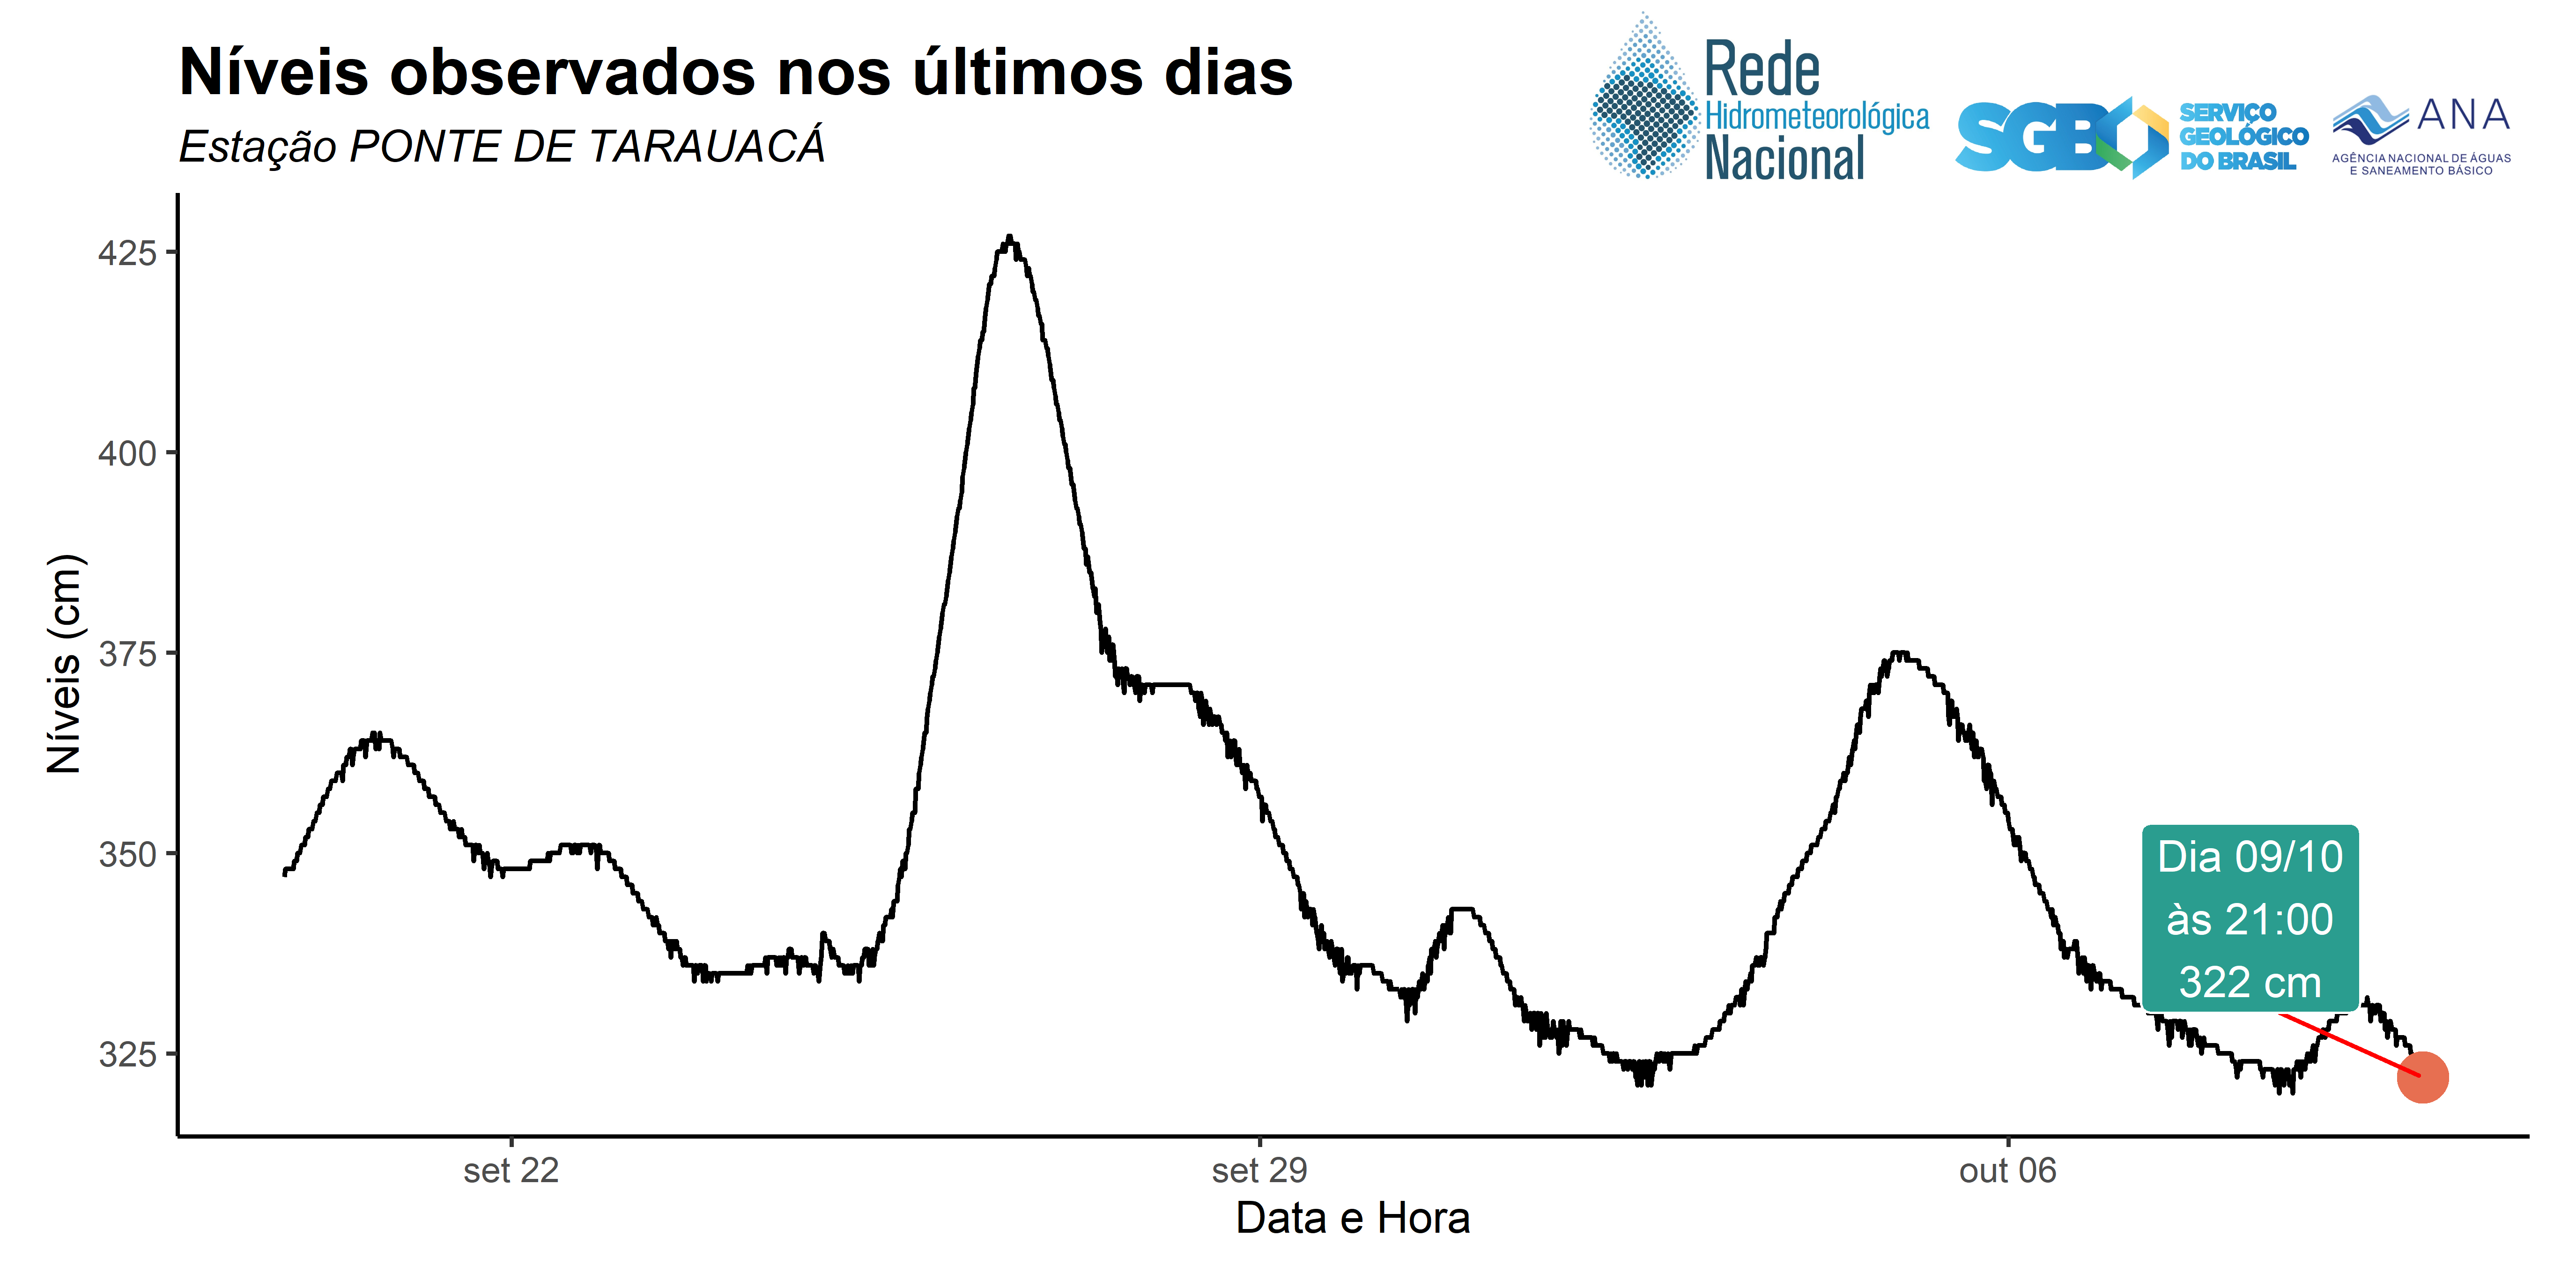 Níveis observados nos últimos dias
Estação PONTE DE TARAUACÁ
Rede
Hidrometeorológica
Nacional
SGB
SERVIÇO
GEOLÓGICO
DO BRASIL
ANA
AGÊNCIA NACIONAL DE ÁGUAS
E SANEAMENTO BÁSICO
Níveis (cm)
425
400
375
350
325
Dia 09/10
às 21:00
322 cm
set 22
set 29
out 06
Data e Hora